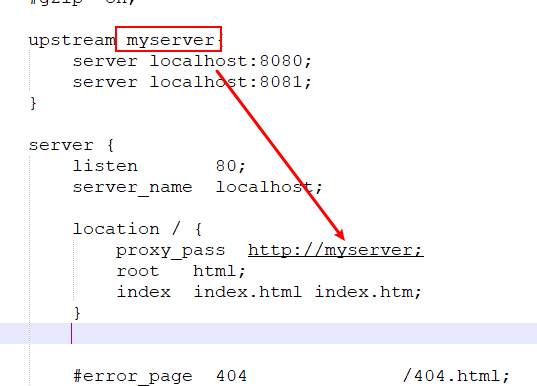 #gzip on;
upstream myserver{
server localhost:8080;
server localhost:8081;
}
server {
listen 80;
server_name localhost;
location / {
proxy_pass http://myserver;
root html;
index index.html index.htm;
}
#error_page 404 /404.html;